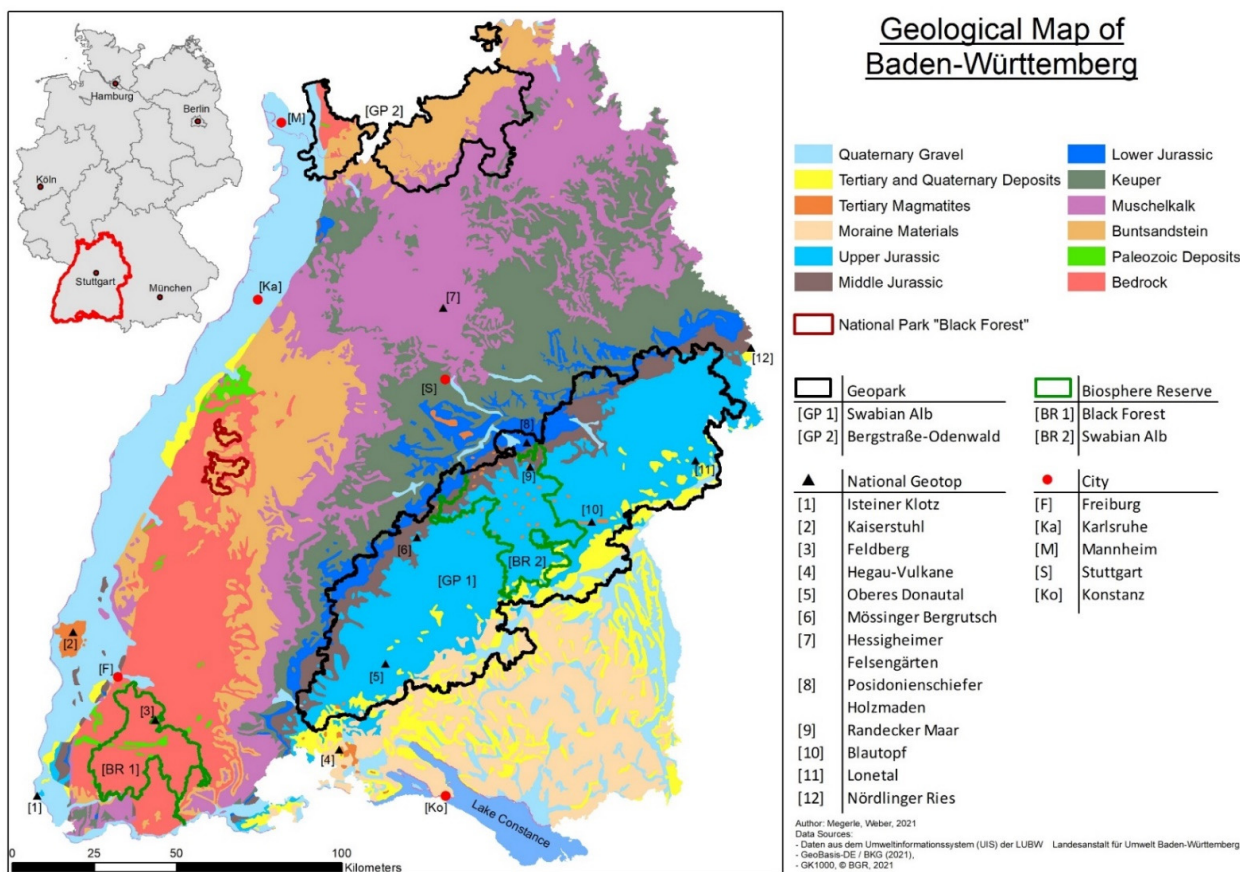 Geological Map of
Baden-Württemberg
Hamburg
Berlin
Köln
Stuttgart
München
[GP 2]
[M]
[Ka]
[7]
[12]
[S]
[8]
[9]
[11]
[10]
[6]
[GP 1]
[BR 2]
[2]
[5]
[F]
[3]
[4]
[BR 1]
[1]
[Ko]
Lake Constance
0 25 50 100
Kilometers
Quaternary Gravel
Tertiary and Quaternary Deposits
Tertiary Magmatites
Moraine Materials
Upper Jurassic
Middle Jurassic
Lower Jurassic
Keuper
Muschelkalk
Buntsandstein
Paleozoic Deposits
Bedrock
National Park "Black Forest"
Geopark
[GP 1] Swabian Alb
[GP 2] Bergstraße-Odenwald
Biosphere Reserve
[BR 1] Black Forest
[BR 2] Swabian Alb
National Geotop
[1] Isteiner Klotz
[2] Kaiserstuhl
[3] Feldberg
[4] Hegau-Vulkane
[5] Oberes Donautal
[6] Mössinger Bergrutsch
[7] Hessigheimer
Felsengärten
[8] Posidonienschiefer
Holzmaden
[9] Randecker Maar
[10] Blautopf
[11] Lonetal
[12] Nördlinger Ries
City
[F] Freiburg
[Ka] Karlsruhe
[M] Mannheim
[S] Stuttgart
[Ko] Konstanz
Author: Megerle, Weber, 2021
Data Sources:
- Daten aus dem Umweltinformationssystem (UIS) der LUBW Landesanstalt für Umwelt Baden-Württemberg
- GeoBasis-DE / BKG (2021),
- GK1000, © BGR, 2021